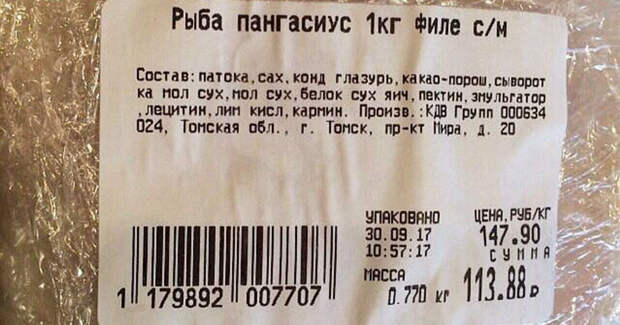 Рыба пангасиус 1кг филе с/м
Состав:патока,сах,конд глазурь,какао-порош,сыворот
ка мол сух,мол сух,белок сух яич,пектин,эмульгатор
,лецитин,лим кисл,кармин. Произв.:КДВ Групп 000634
024, Томская обл., г. Томск, пр-кт Мира, д. 20
УПАКОВАНО ЦЕНА,РУБ/КГ
30.09.17 147.90
10:57:17 СУММА
МАССА
0.770 кг 113.88р
1 179892 007707